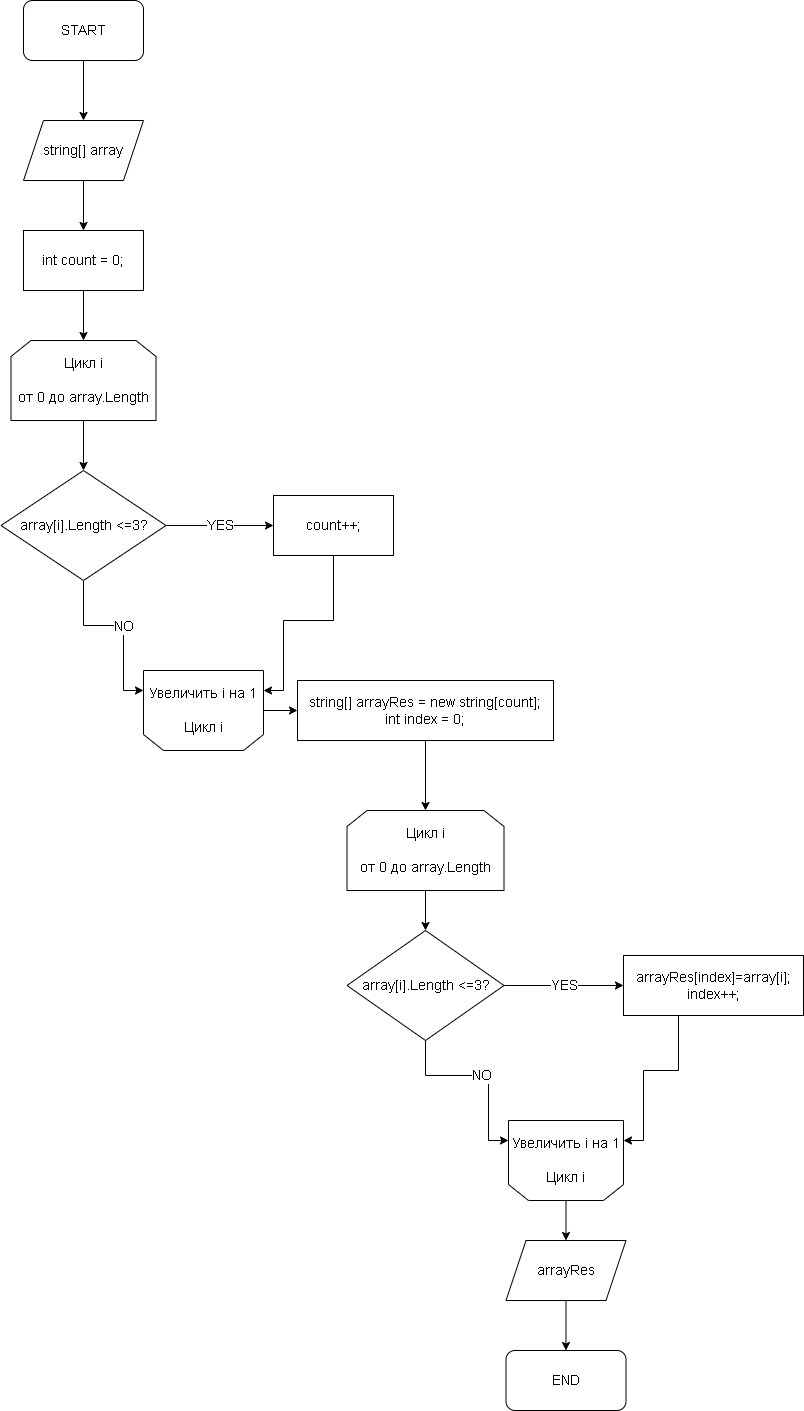 START
string[] array
int count = 0;
Цикл i
от 0 до array.Length
array[i].Length <=3?
YES
count++;
NO
Увеличить i на 1
Цикл i
string[] arrayRes = new string[count];
int index = 0;
Цикл i
от 0 до array.Length
array[i].Length <=3?
YES
arrayRes[index]=array[i];
index++;
NO
Увеличить i на 1
Цикл i
arrayRes
END